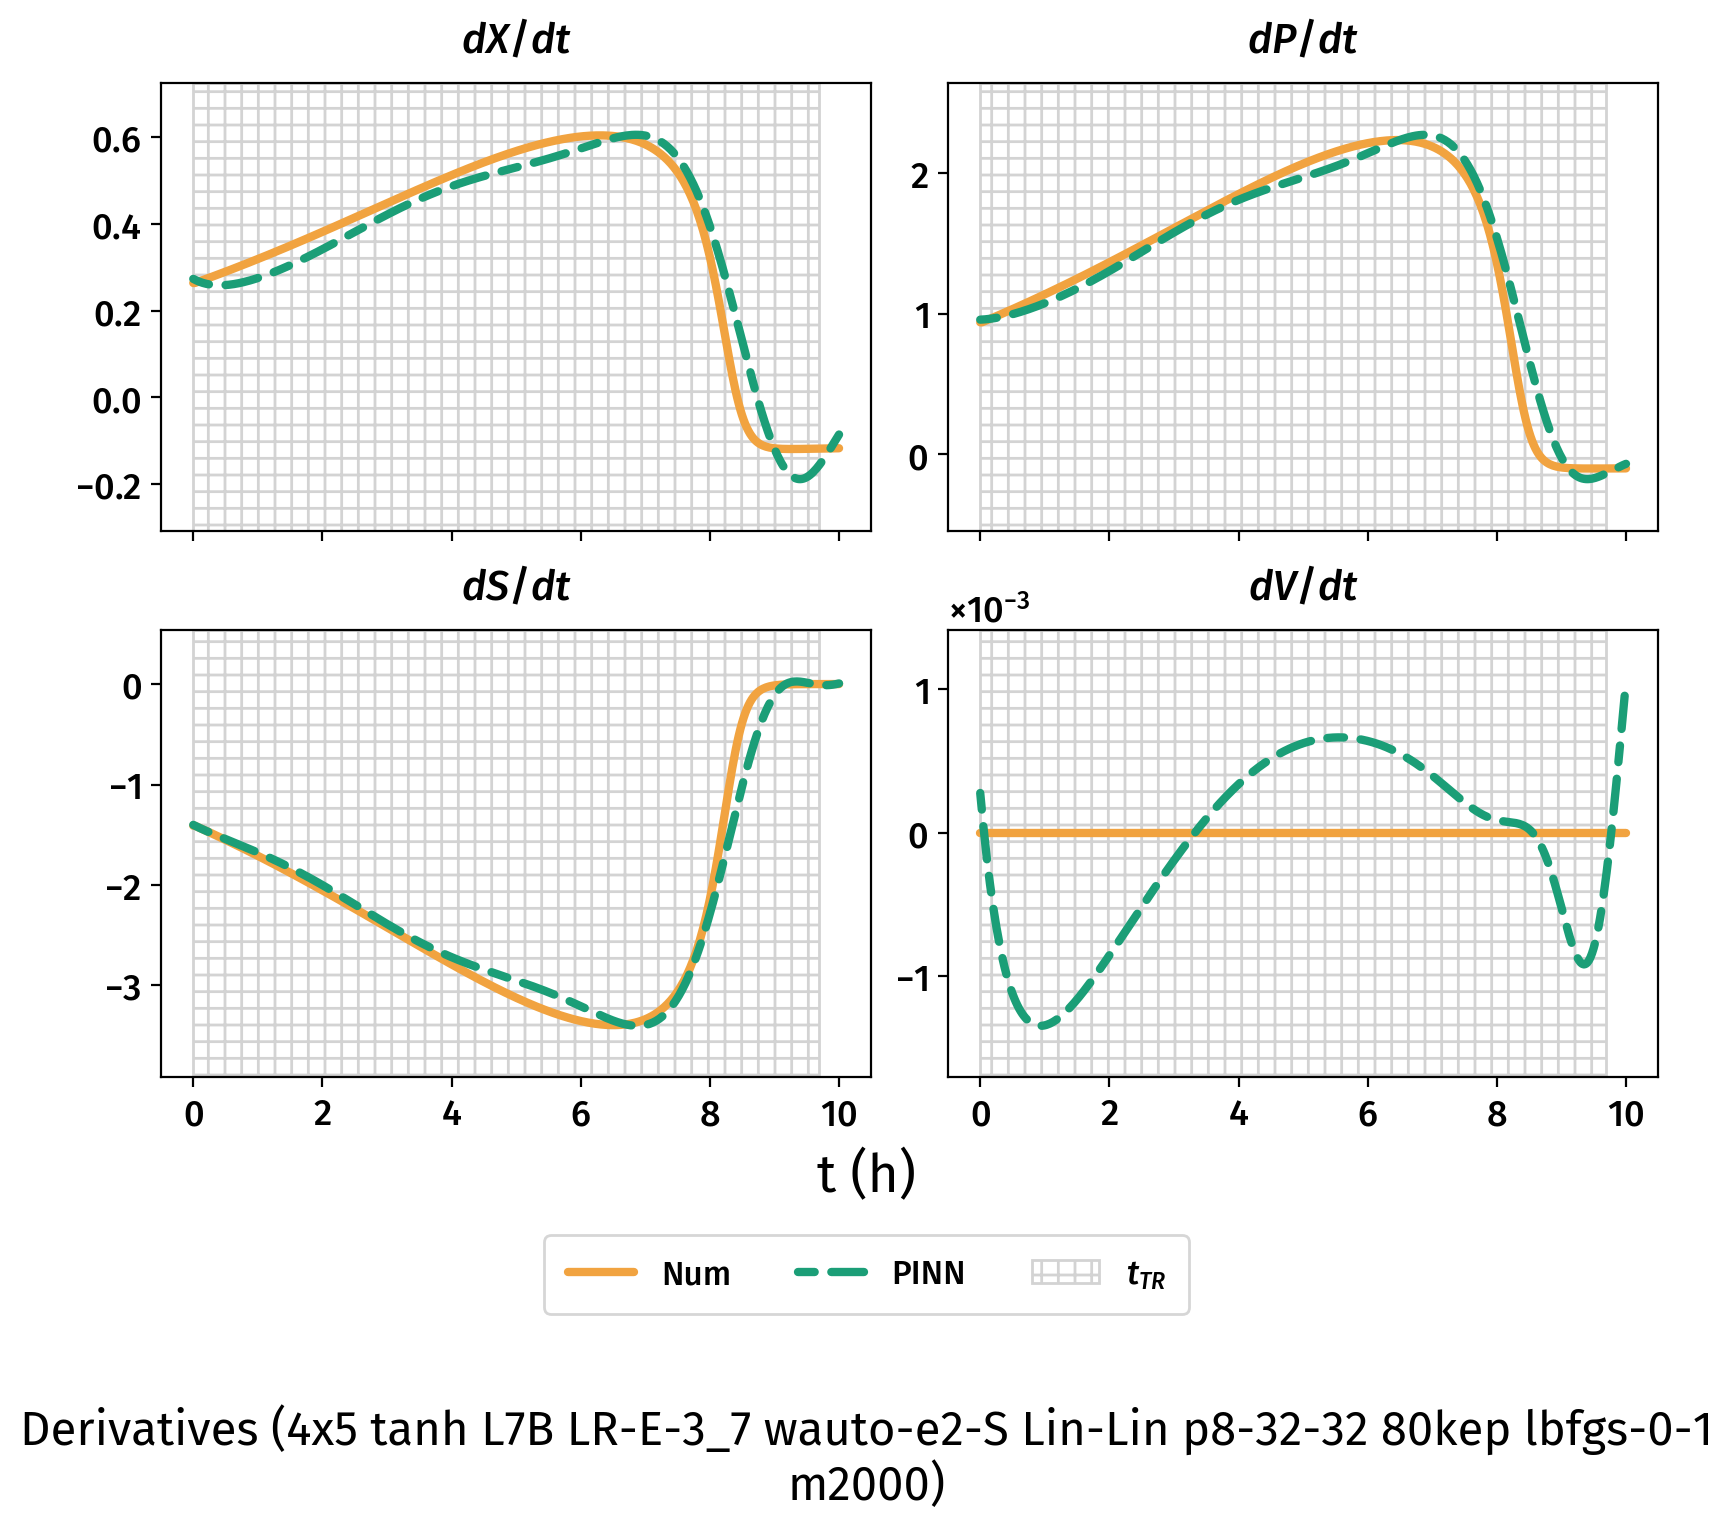 dX/dt
dP/dt
0.6
0.4
0.2
0.0
−0.2
2
1
0
dS/dt
dV/dt
×10⁻³
0
−1
−2
−3
1
0
−1
0 2 4 6 8 10
0 2 4 6 8 10
t (h)
Num PINN t_TR
Derivatives (4x5 tanh L7B LR-E-3_7 wauto-e2-S Lin-Lin p8-32-32 80kep lbfgs-0-1
m2000)